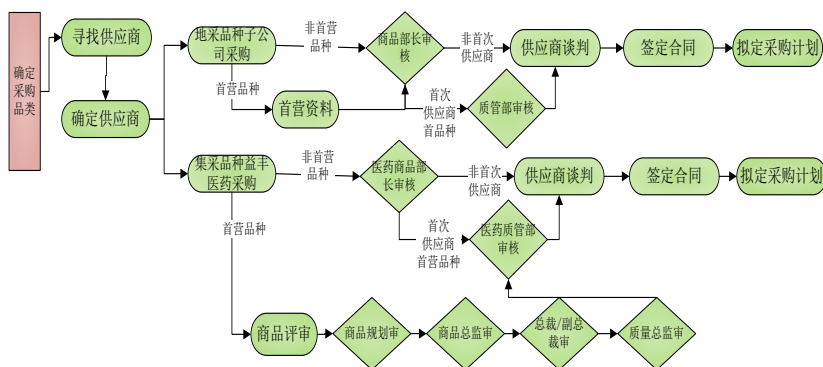 确定
采购
品类
寻找供应商
确定供应商
地采品种子公
司采购
非首营
品种
商品部长审
核
非首次
供应商
供应商谈判
签定合同
拟定采购计划
首营品种
首营资料
首次
供应商
首品种
质管部审核
集采品种益丰
医药采购
非首营
品种
医药商品部
长审核
非首次
供应商
供应商谈判
签定合同
拟定采购计划
首营品种
首次
供应商
首营品种
医药质管部
审核
商品评审
商品规划审
商品总监审
总裁/副总
裁审
质量总监审